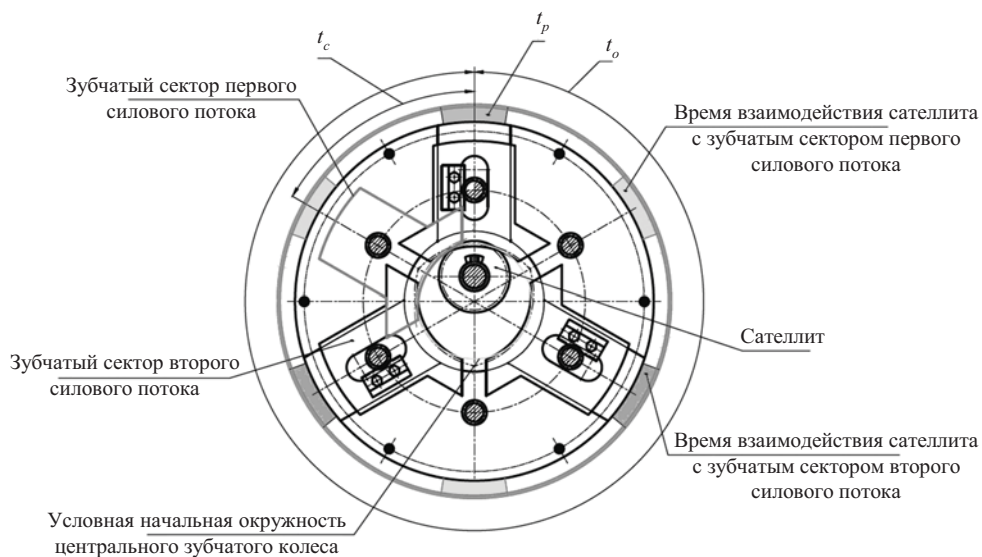 t_c
t_p
t_o
Зубчатый сектор первого
силового потока
Время взаимодействия сателлита
с зубчатым сектором первого
силового потока
Сателлит
Зубчатый сектор второго
силового потока
Время взаимодействия сателлита
с зубчатым сектором второго
силового потока
Условная начальная окружность
центрального зубчатого колеса